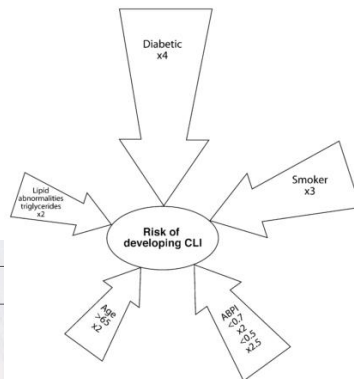 Diabetic
x4
Lipid
abnormalities
triglycerides
x2
Smoker
x3
Risk of
developing CLI
Age
>65
x2
ABPI
<0.7
x2
<0.5
x2.5